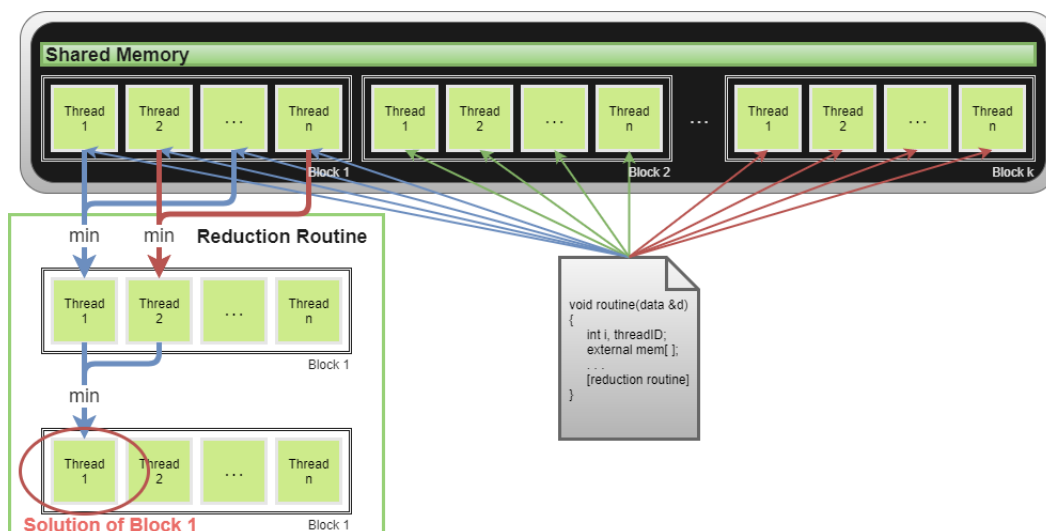 Shared Memory
Thread
1
Thread
2
...
Thread
n
Thread
1
Thread
2
...
Thread
n
...
Thread
1
Thread
2
...
Thread
n
Block 1
Block 2
Block k
min
min
Reduction Routine
Thread
1
Thread
2
...
Thread
n
Block 1
min
Thread
1
Thread
2
...
Thread
n
Solution of Block 1
Block 1
void routine(data &d)
{
int i, threadID;
external mem[ ];
. . .
[reduction routine]
}